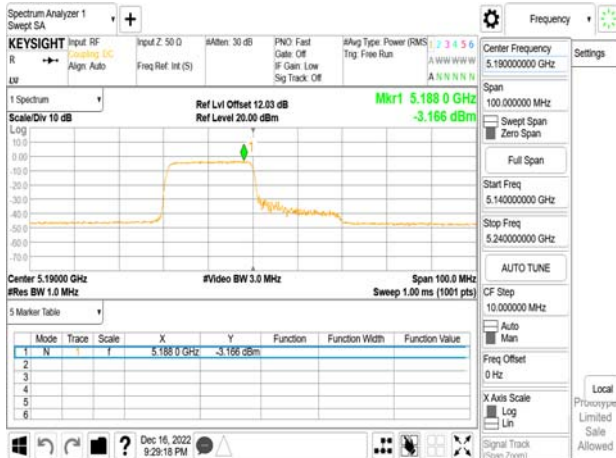 Spectrum Analyzer 1
Swept SA
KEYSIGHT
R
LXI
Input: RF
Coupling: DC
Align: Auto
Input Z: 50 Ω
Freq Ref: Int (S)
#Atten: 30 dB
PNO: Fast
Gate: Off
IF Gain: Low
Sig Track: Off
#Avg Type: Power (RMS)
Trig: Free Run
1 2 3 4 5 6
A W W W W W
A N N N N N
1 Spectrum
Scale/Div 10 dB
Ref Lvl Offset 12.03 dB
Ref Level 20.00 dBm
Mkr1 5.188 0 GHz
-3.166 dBm
Log
10.0
0.00
-10.0
-20.0
-30.0
-40.0
-50.0
-60.0
-70.0
1
Center 5.19000 GHz
#Res BW 1.0 MHz
#Video BW 3.0 MHz
Span 100.0 MHz
Sweep 1.00 ms (1001 pts)
5 Marker Table
Mode Trace Scale X Y Function Function Width Function Value
1 N 1 f 5.188 0 GHz -3.166 dBm
2
3
4
5
6
?
Dec 16, 2022
9:29:18 PM
Frequency
Settings
Center Frequency
5.190000000 GHz
Span
100.000000 MHz
Swept Span
Zero Span
Full Span
Start Freq
5.140000000 GHz
Stop Freq
5.240000000 GHz
AUTO TUNE
CF Step
10.000000 MHz
Auto
Man
Freq Offset
0 Hz
X Axis Scale
Log
Lin
Signal Track
(Span Zoom)
Local
Prototype
Limited
Sale
Allowed